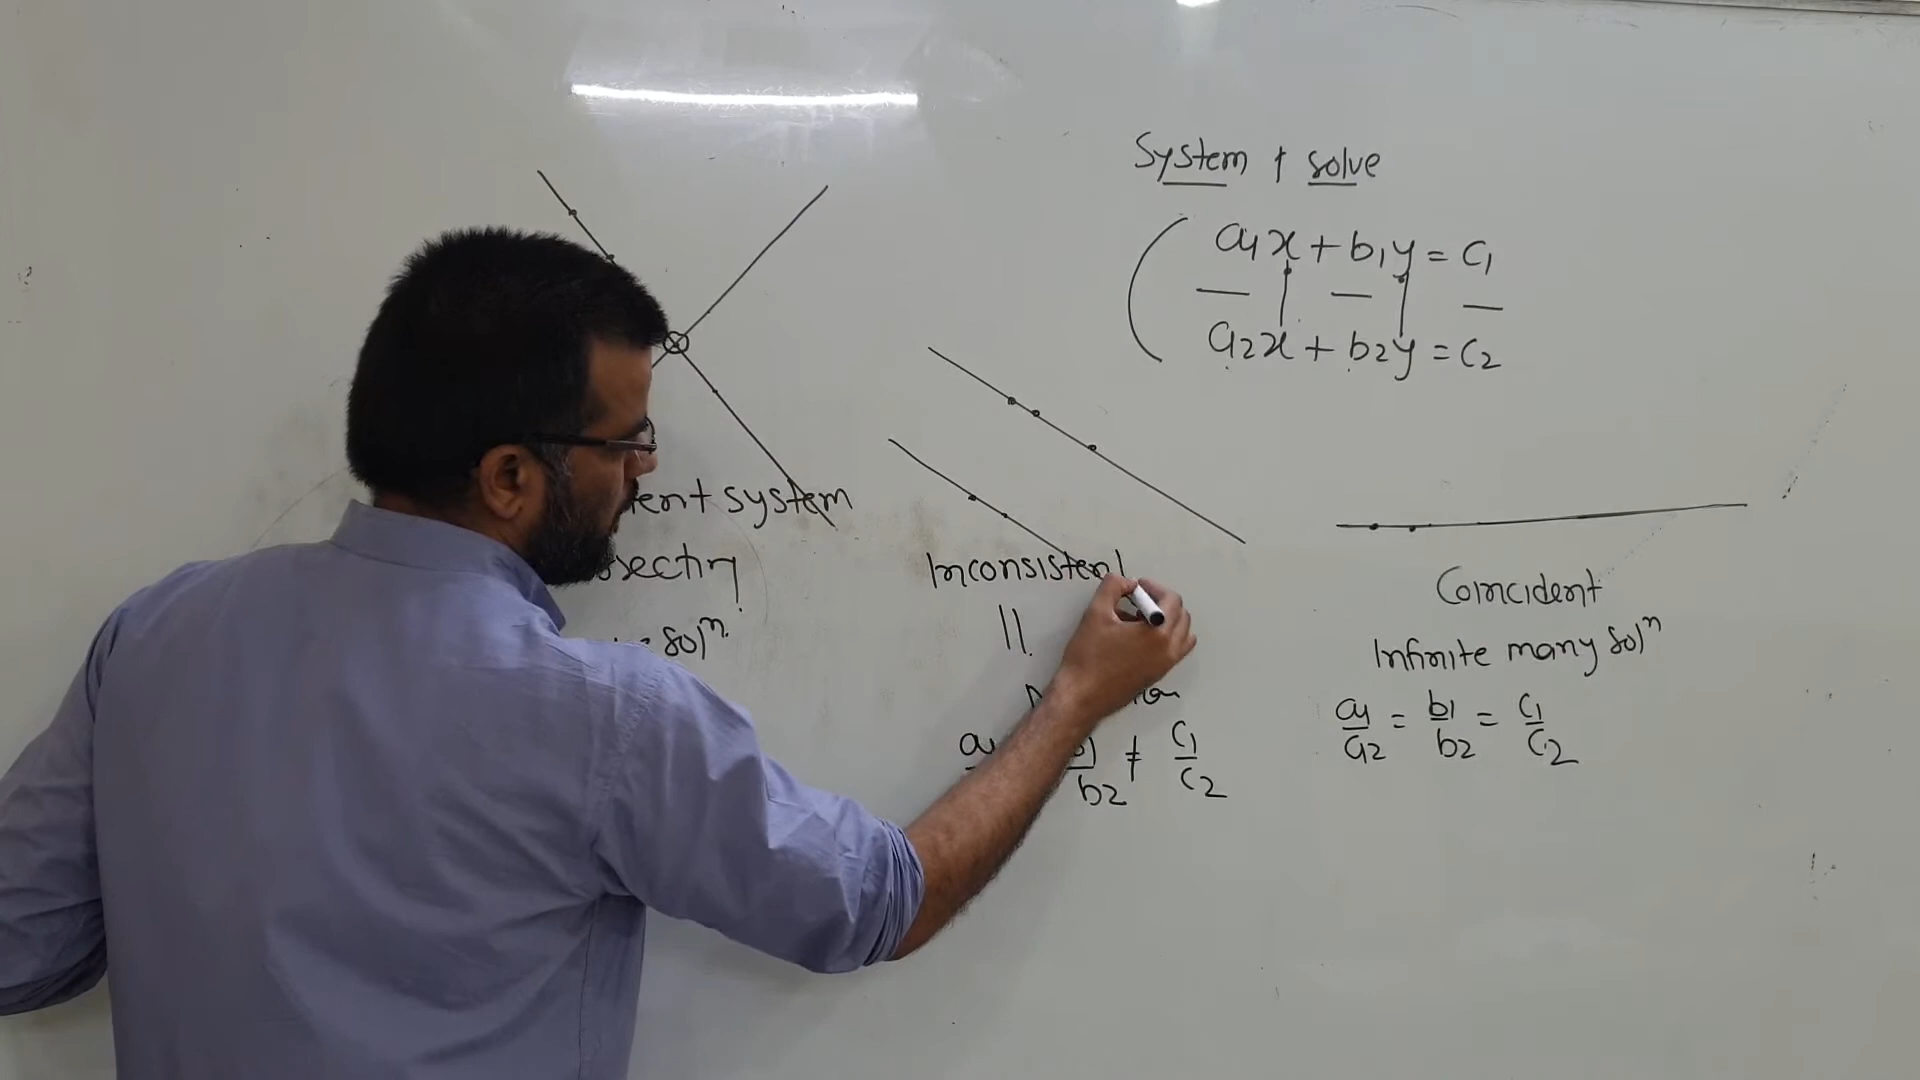 System & solve
a₁x + b₁y = c₁
a₂x + b₂y = c₂
system
solⁿ
Inconsistent
||
b₂ ≠ c₁/c₂
Coincident
Infinite many solⁿ
a₁/a₂ = b₁/b₂ = c₁/c₂